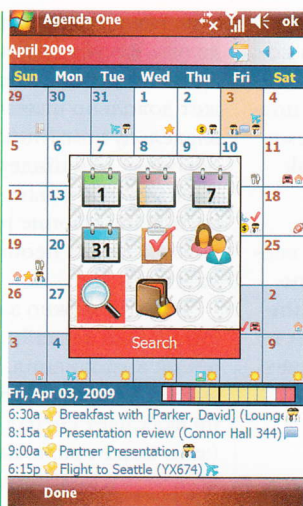 Agenda One ok
April 2009
Sun Mon Tue Wed Thu Fri Sat
29 30 31 1 2 3 4
5 6 7 8 9 10 11
12 13 18
19 20 25
26 27 2
3 4 9
1 7
31
Search
Fri, Apr 03, 2009
6:30a Breakfast with [Parker, David] (Lounge
8:15a Presentation review (Connor Hall 344)
9:00a Partner Presentation
6:15p Flight to Seattle (YX674)
Done